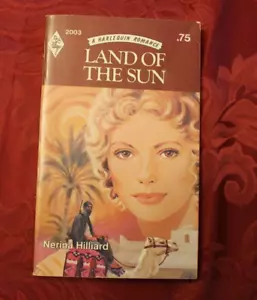 2003
A HARLEQUIN ROMANCE
.75
LAND OF
THE SUN
Nerina Hilliard